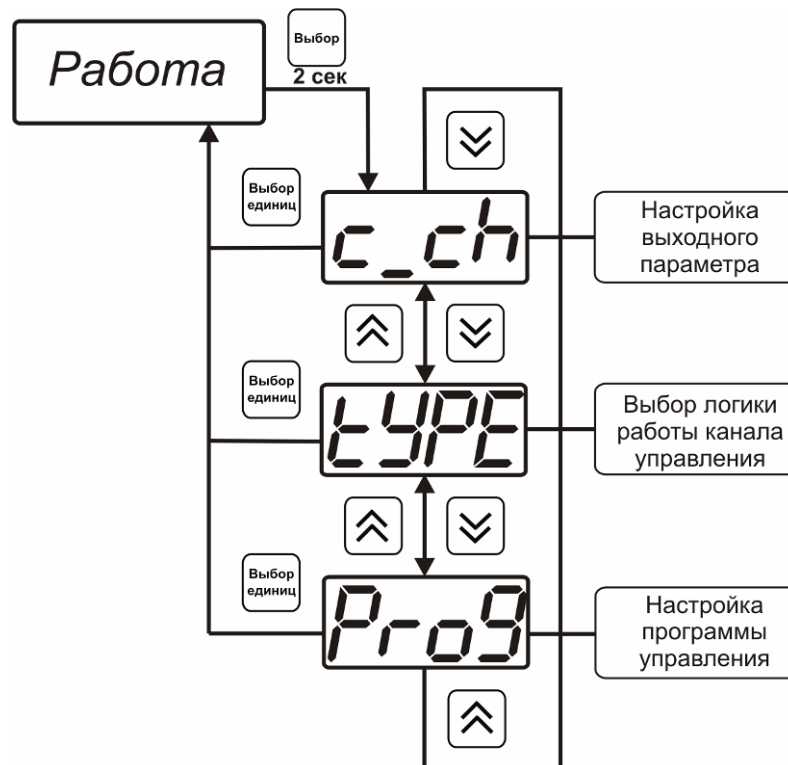 Работа
Выбор
2 сек
Выбор
единиц
c_ch
Настройка
выходного
параметра
Выбор
единиц
tYPE
Выбор логики
работы канала
управления
Выбор
единиц
Prog
Настройка
программы
управления